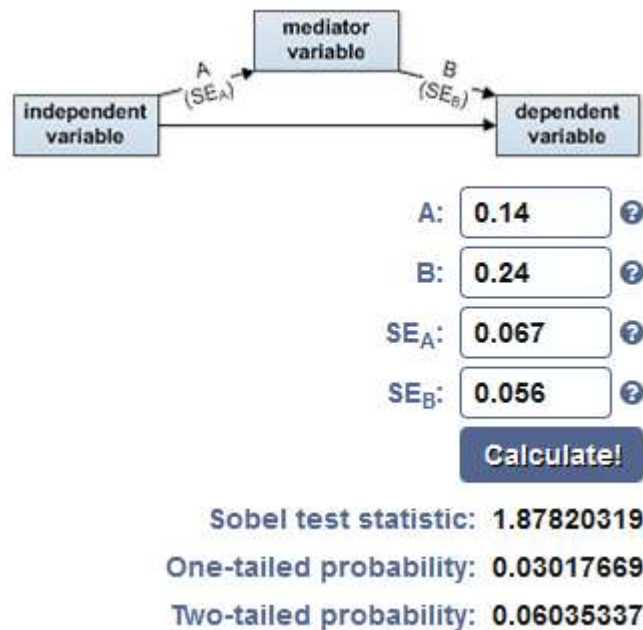 mediator
variable
A
(SEA)
B
(SEB)
independent
variable
dependent
variable
A: 0.14 ?
B: 0.24 ?
SEA: 0.067 ?
SEB: 0.056 ?
Calculate!
Sobel test statistic: 1.87820319
One-tailed probability: 0.03017669
Two-tailed probability: 0.06035337